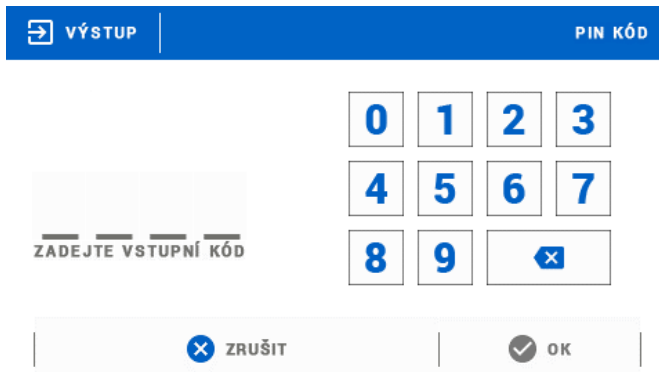 VÝSTUP PIN KÓD
0 1 2 3
4 5 6 7
ZADEJTE VSTUPNÍ KÓD
8 9
ZRUŠIT OK